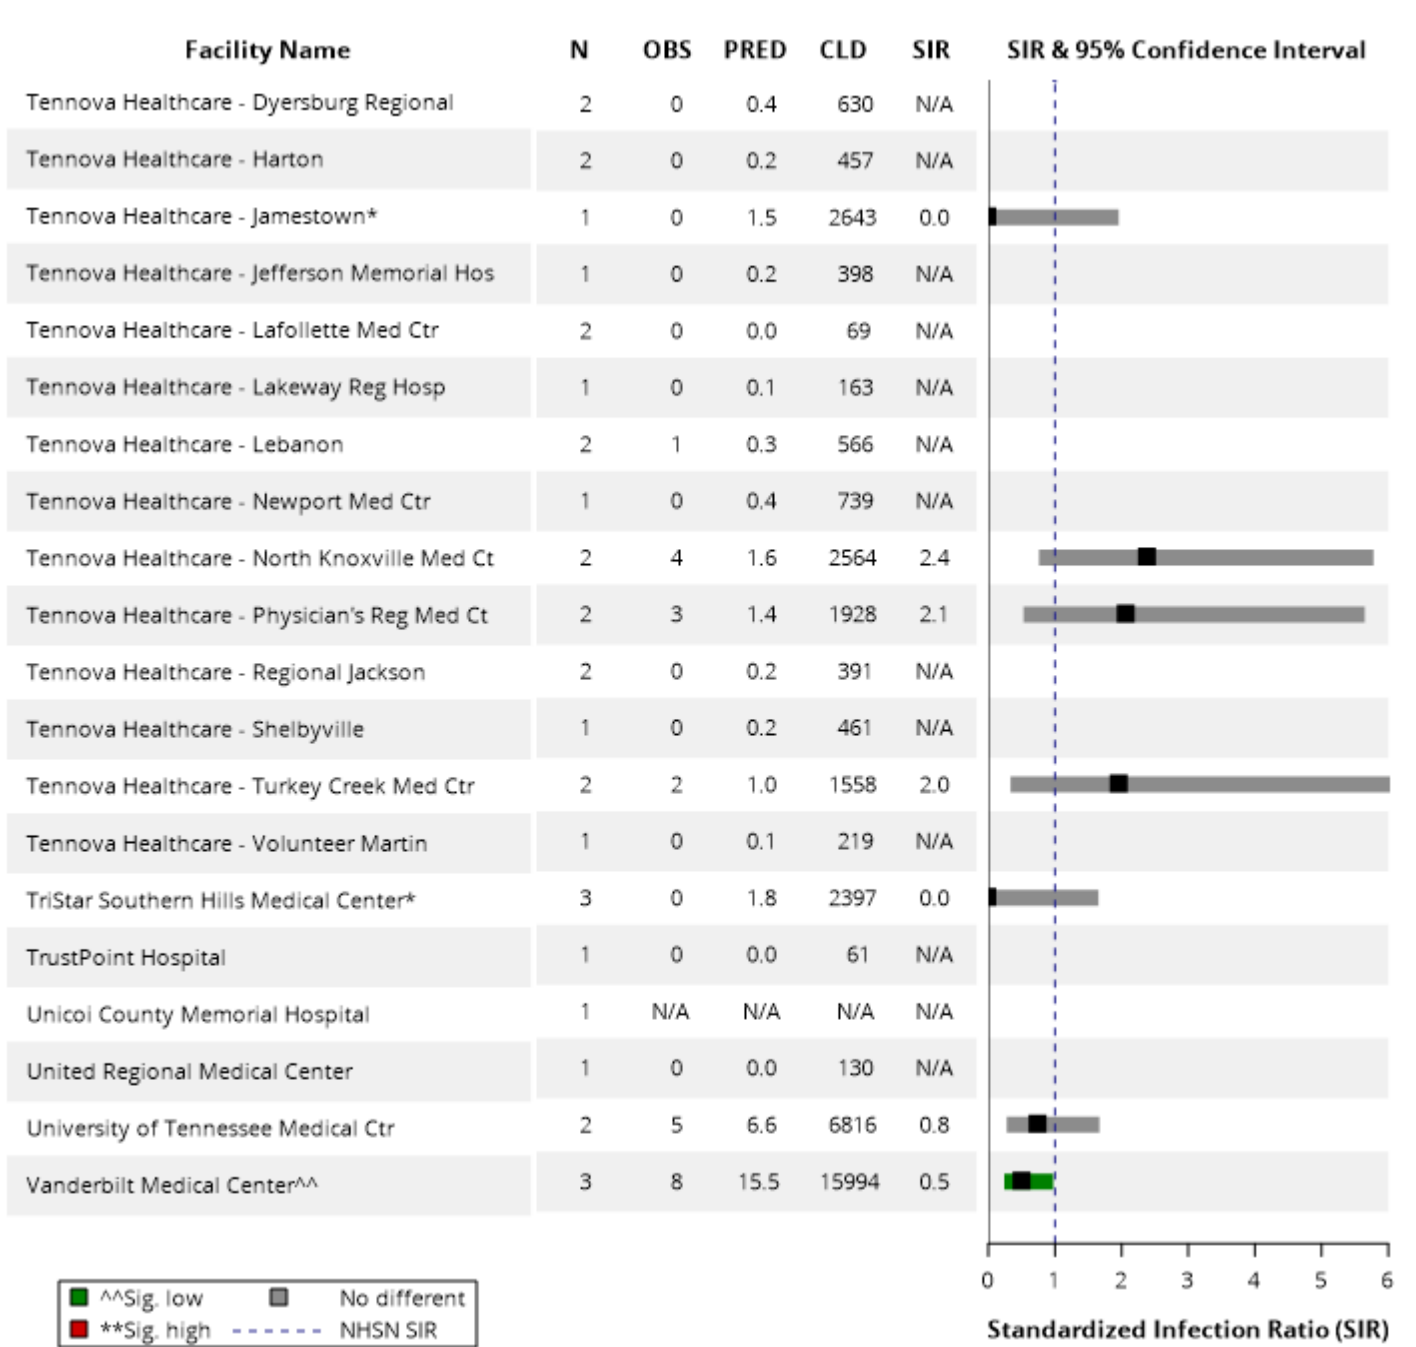 Facility Name N OBS PRED CLD SIR SIR & 95% Confidence Interval
Tennova Healthcare - Dyersburg Regional 2 0 0.4 630 N/A
Tennova Healthcare - Harton 2 0 0.2 457 N/A
Tennova Healthcare - Jamestown* 1 0 1.5 2643 0.0
Tennova Healthcare - Jefferson Memorial Hos 1 0 0.2 398 N/A
Tennova Healthcare - Lafollette Med Ctr 2 0 0.0 69 N/A
Tennova Healthcare - Lakeway Reg Hosp 1 0 0.1 163 N/A
Tennova Healthcare - Lebanon 2 1 0.3 566 N/A
Tennova Healthcare - Newport Med Ctr 1 0 0.4 739 N/A
Tennova Healthcare - North Knoxville Med Ct 2 4 1.6 2564 2.4
Tennova Healthcare - Physician's Reg Med Ct 2 3 1.4 1928 2.1
Tennova Healthcare - Regional Jackson 2 0 0.2 391 N/A
Tennova Healthcare - Shelbyville 1 0 0.2 461 N/A
Tennova Healthcare - Turkey Creek Med Ctr 2 2 1.0 1558 2.0
Tennova Healthcare - Volunteer Martin 1 0 0.1 219 N/A
TriStar Southern Hills Medical Center* 3 0 1.8 2397 0.0
TrustPoint Hospital 1 0 0.0 61 N/A
Unicoi County Memorial Hospital 1 N/A N/A N/A N/A
United Regional Medical Center 1 0 0.0 130 N/A
University of Tennessee Medical Ctr 2 5 6.6 6816 0.8
Vanderbilt Medical Center^^ 3 8 15.5 15994 0.5
0 1 2 3 4 5 6
Standardized Infection Ratio (SIR)
^^Sig. low No different
**Sig. high NHSN SIR